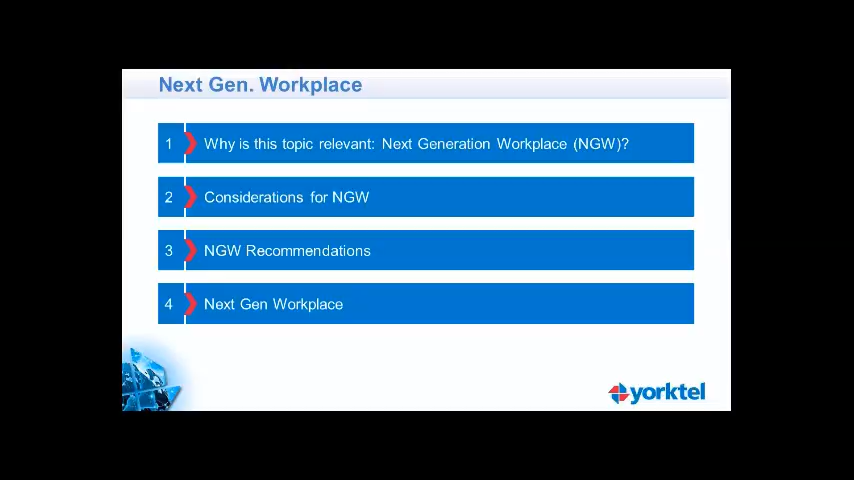 Next Gen. Workplace
1 Why is this topic relevant: Next Generation Workplace (NGW)?
2 Considerations for NGW
3 NGW Recommendations
4 Next Gen Workplace
yorktel